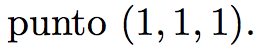 punto (1, 1, 1).